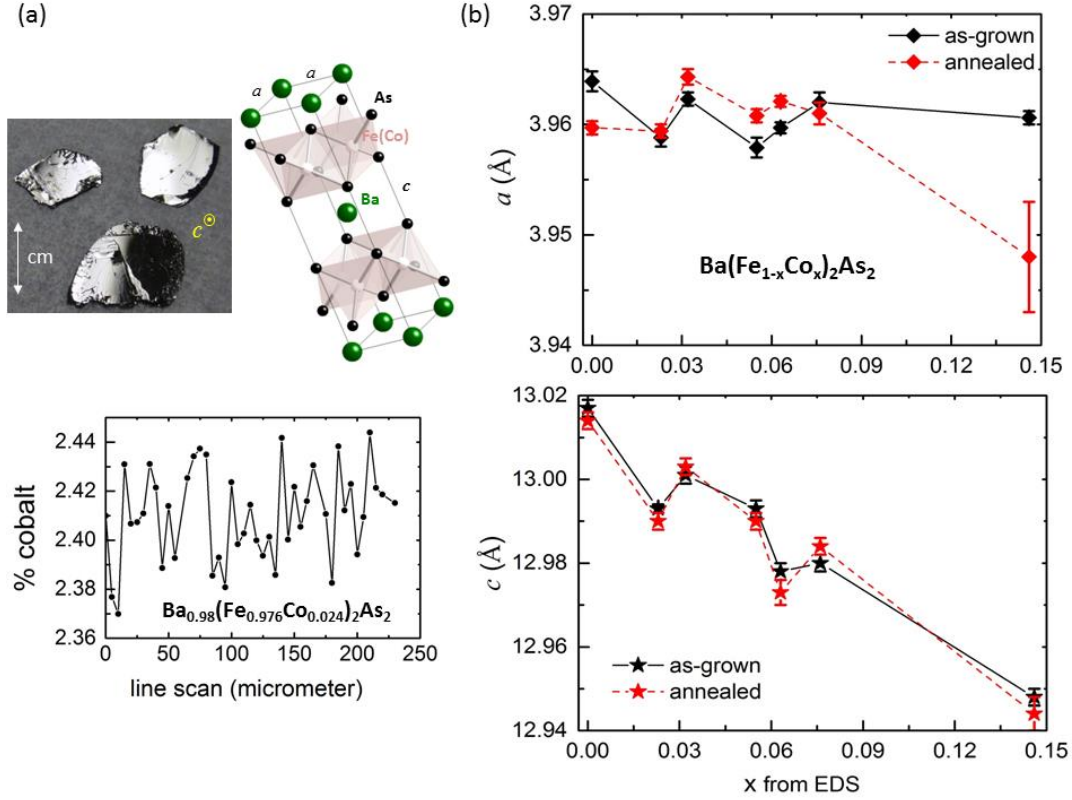 (a)
a
a
As
Fe(Co)
c
Ba
c
cm
% cobalt
2.44
2.42
2.40
2.38
2.36
Ba0.98(Fe0.976Co0.024)2As2
0 50 100 150 200 250
line scan (micrometer)
(b)
3.97
3.96
3.95
3.94
a (Å)
as-grown
annealed
Ba(Fe1-xCox)2As2
0.00 0.03 0.06 0.09 0.12 0.15
13.02
13.00
12.98
12.96
12.94
c (Å)
as-grown
annealed
0.00 0.03 0.06 0.09 0.12 0.15
x from EDS